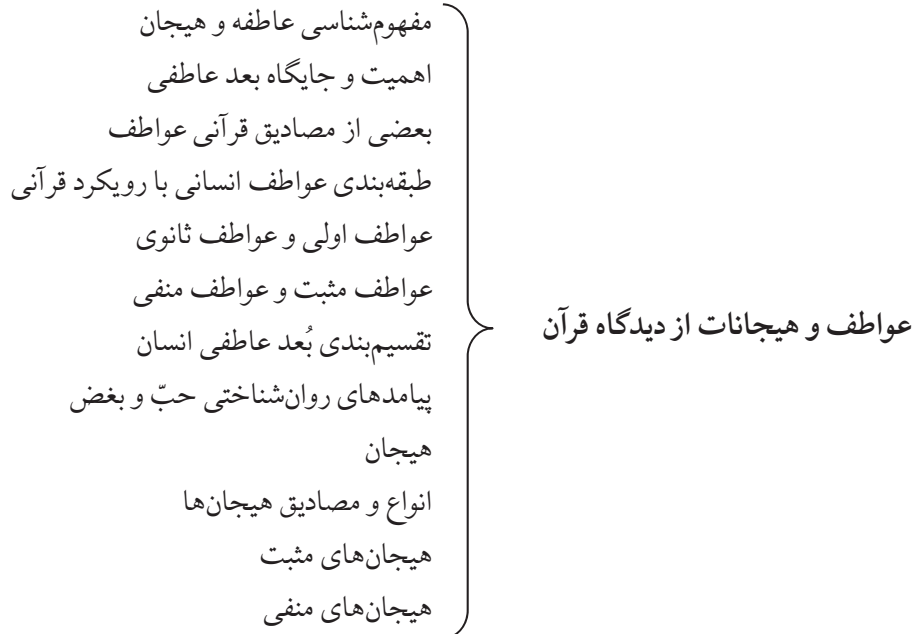 عواطف و هیجانات از دیدگاه قرآن
مفهوم‌شناسی عاطفه و هیجان
اهمیت و جایگاه بعد عاطفی
بعضی از مصادیق قرآنی عواطف
طبقه‌بندی عواطف انسانی با رویکرد قرآنی
عواطف اولی و عواطف ثانوی
عواطف مثبت و عواطف منفی
تقسیم‌بندی بُعد عاطفی انسان
پیامدهای روان‌شناختی حبّ و بغض
هیجان
انواع و مصادیق هیجان‌ها
هیجان‌های مثبت
هیجان‌های منفی